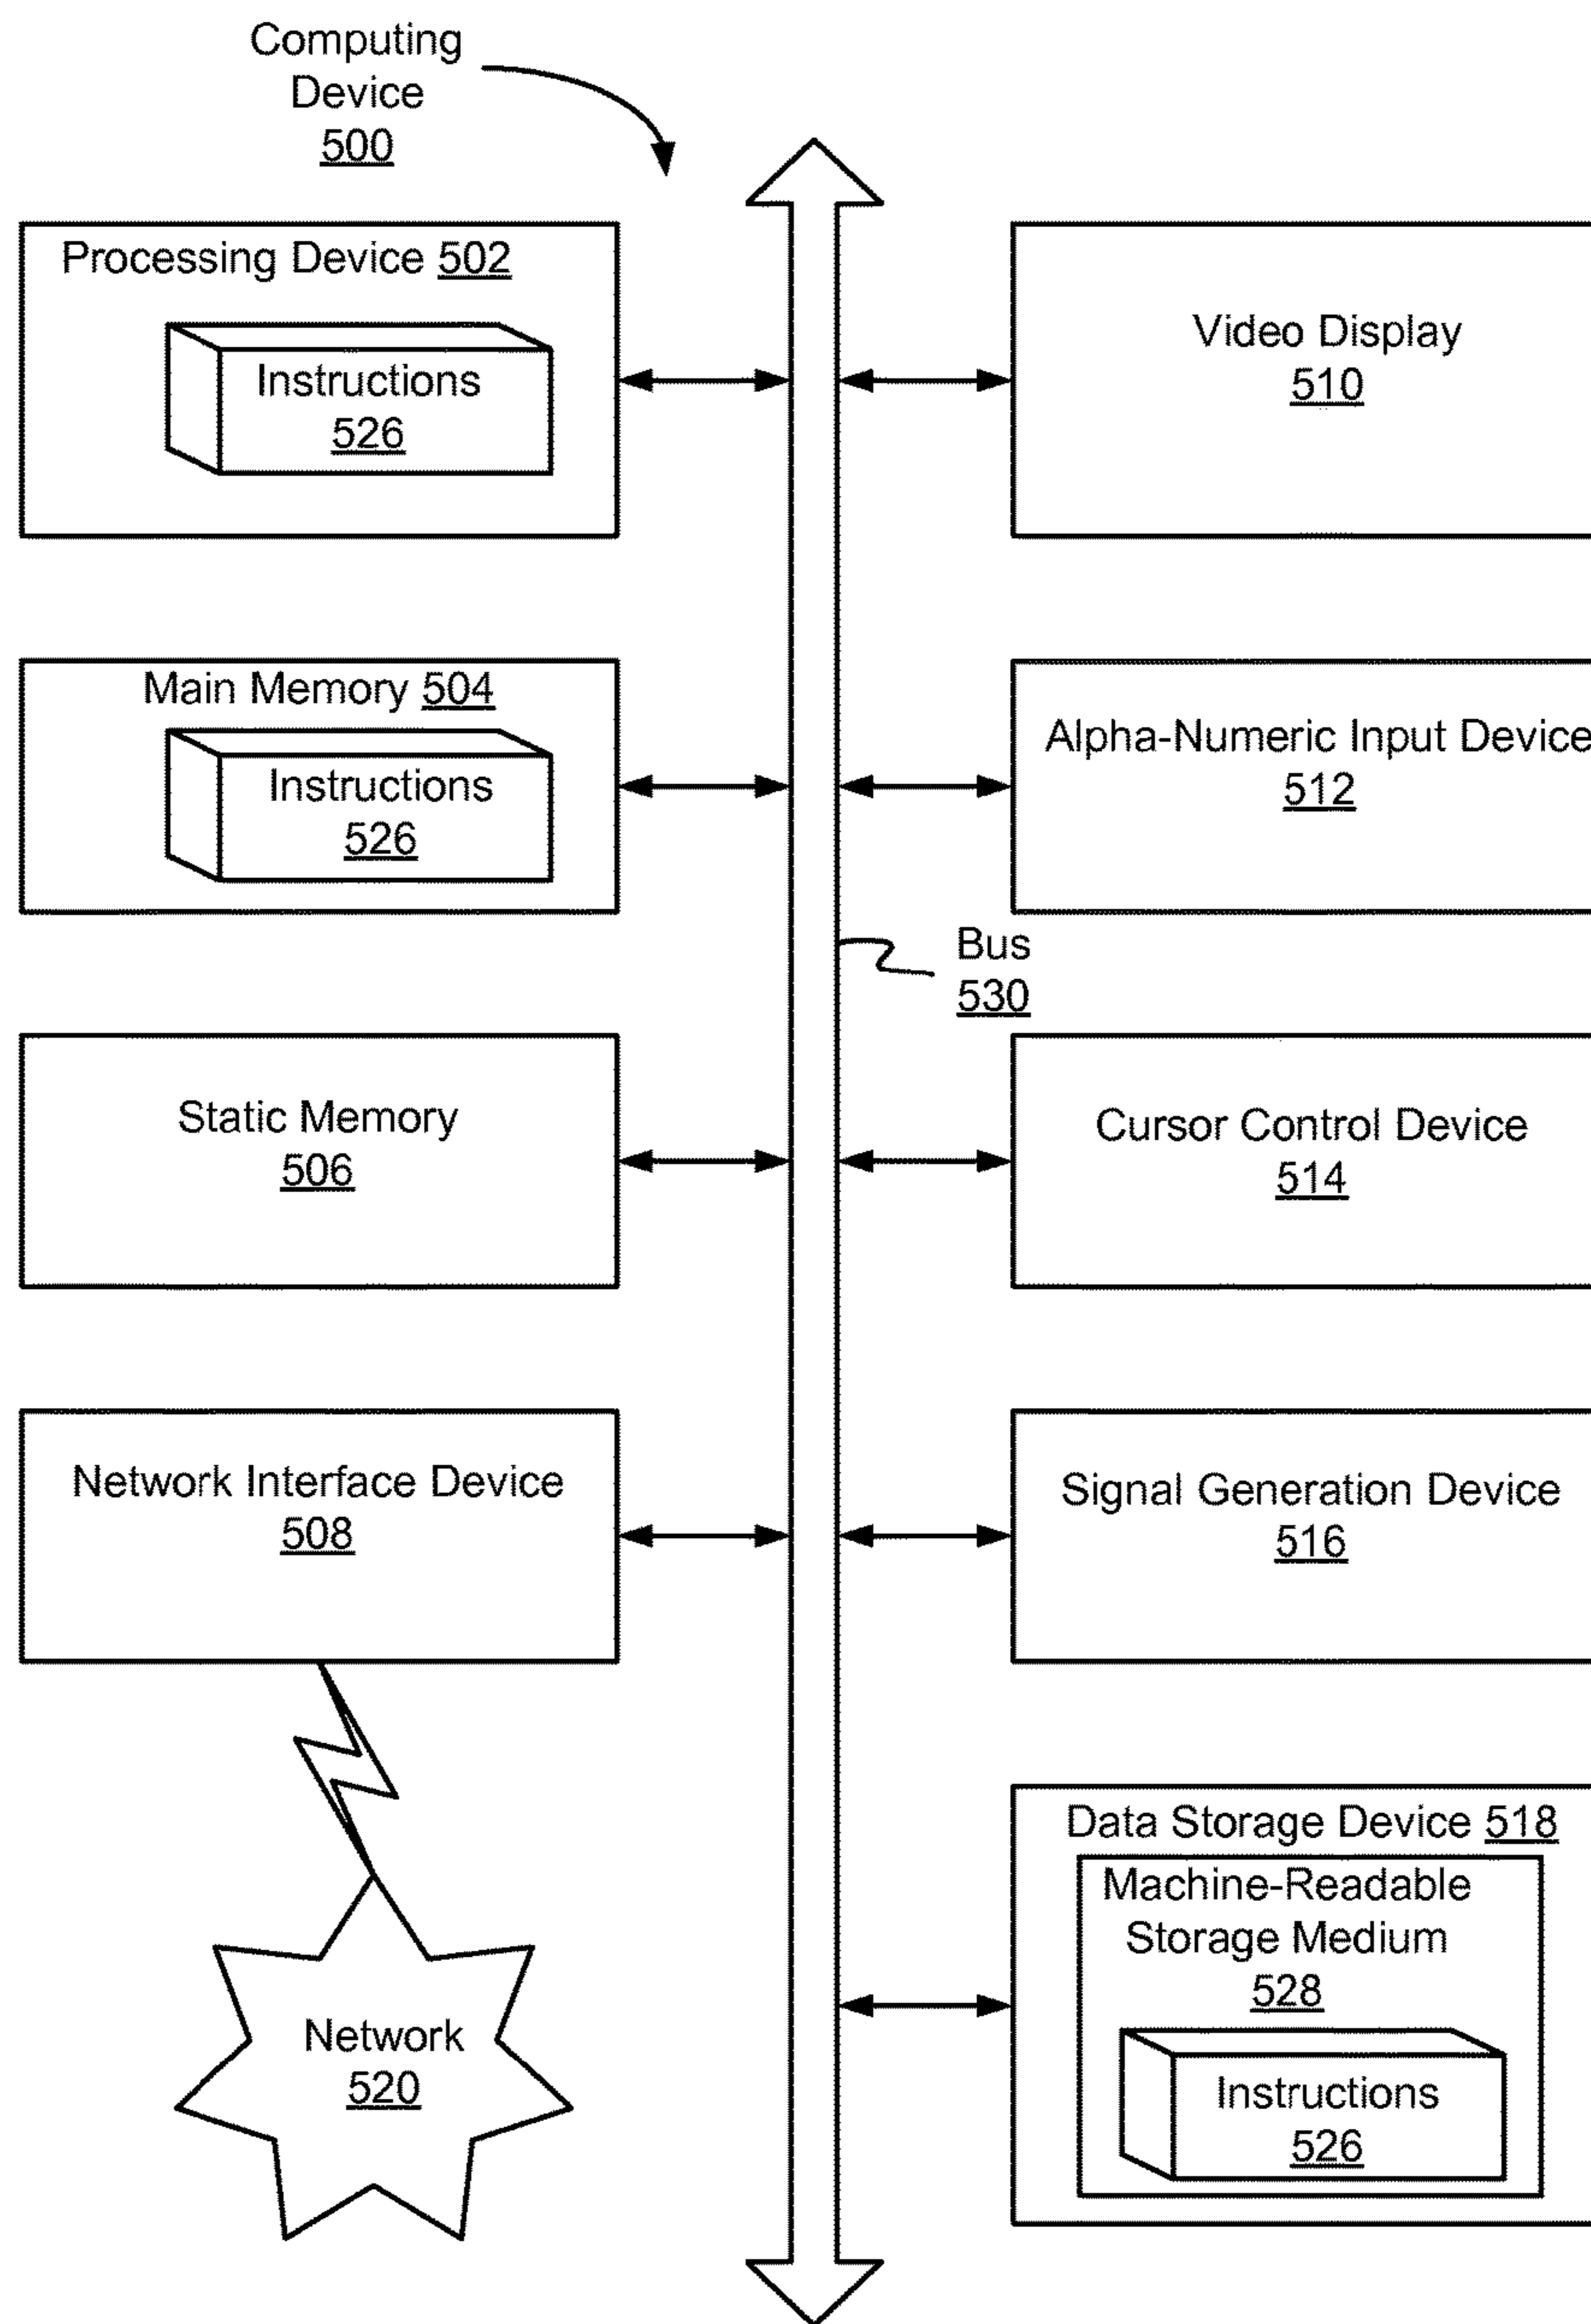 Computing
Device
500
Processing Device 502
Instructions
526
Video Display
510
Main Memory 504
Instructions
526
Alpha-Numeric Input Device
512
Bus
530
Static Memory
506
Cursor Control Device
514
Network Interface Device
508
Signal Generation Device
516
Data Storage Device 518
Machine-Readable
Storage Medium
528
Instructions
526
Network
520